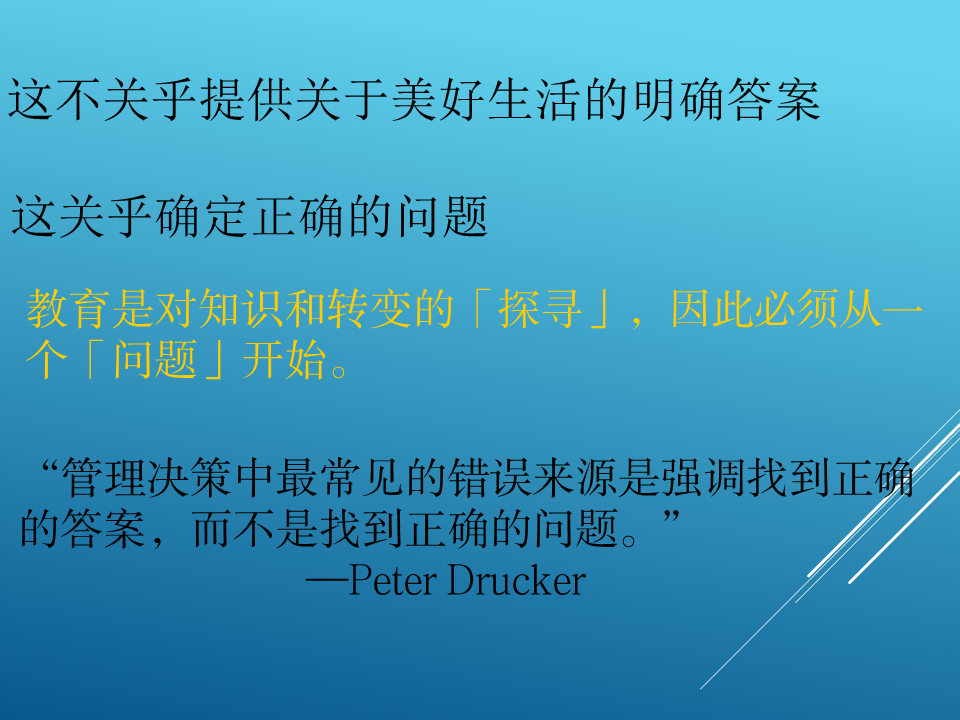 这不关乎提供关于美好生活的明确答案
这关乎确定正确的问题
教育是对知识和转变的「探寻」，因此必须从一
个「问题」开始。
“管理决策中最常见的错误来源是强调找到正确
的答案，而不是找到正确的问题。”
—Peter Drucker